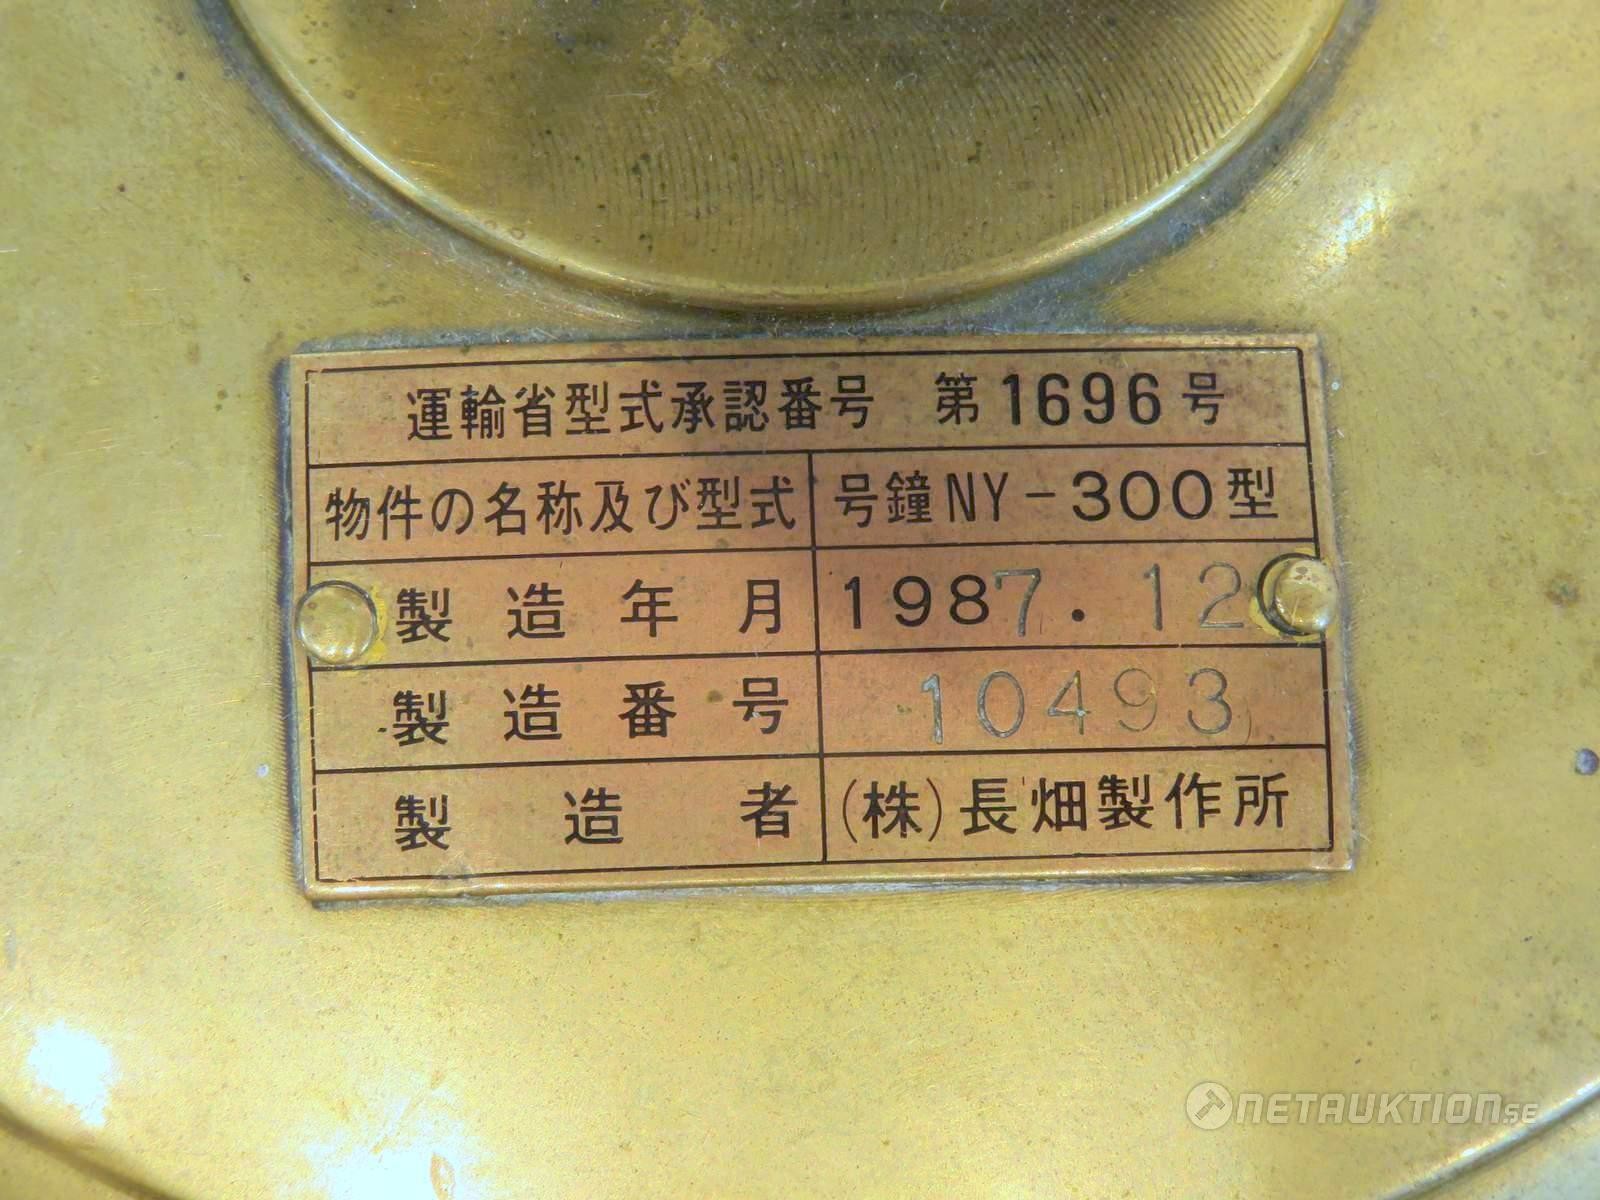 運輸省型式承認番号 第1696号
物件の名称及び型式 号鐘NY-300型
製造年月 1987.12
製造番号 10493
製造者 (株)長畑製作所
NETAUKTION.SE